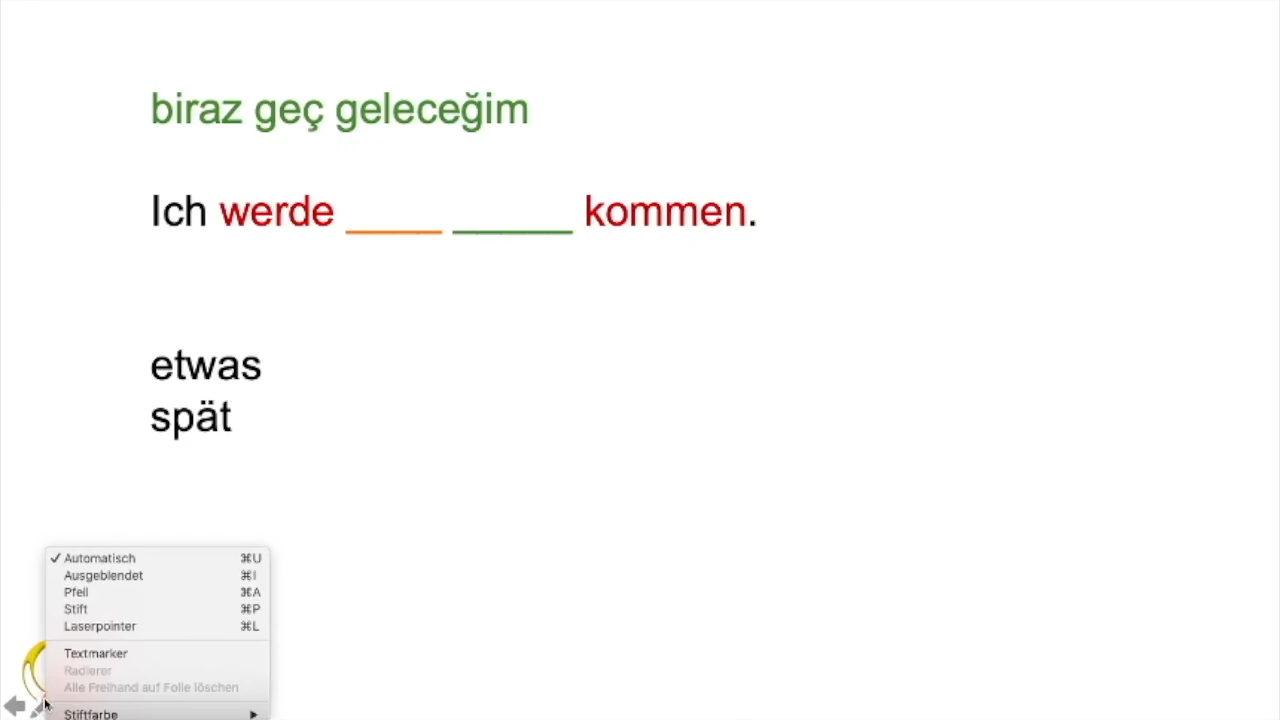 biraz geç geleceğim
Ich werde ____ _____ kommen.
etwas
spät
✓ Automatisch ⌘U
Ausgeblendet ⌘I
Pfeil ⌘A
Stift ⌘P
Laserpointer ⌘L
Textmarker
Radierer
Alle Freihand auf Folie löschen
Stiftfarbe